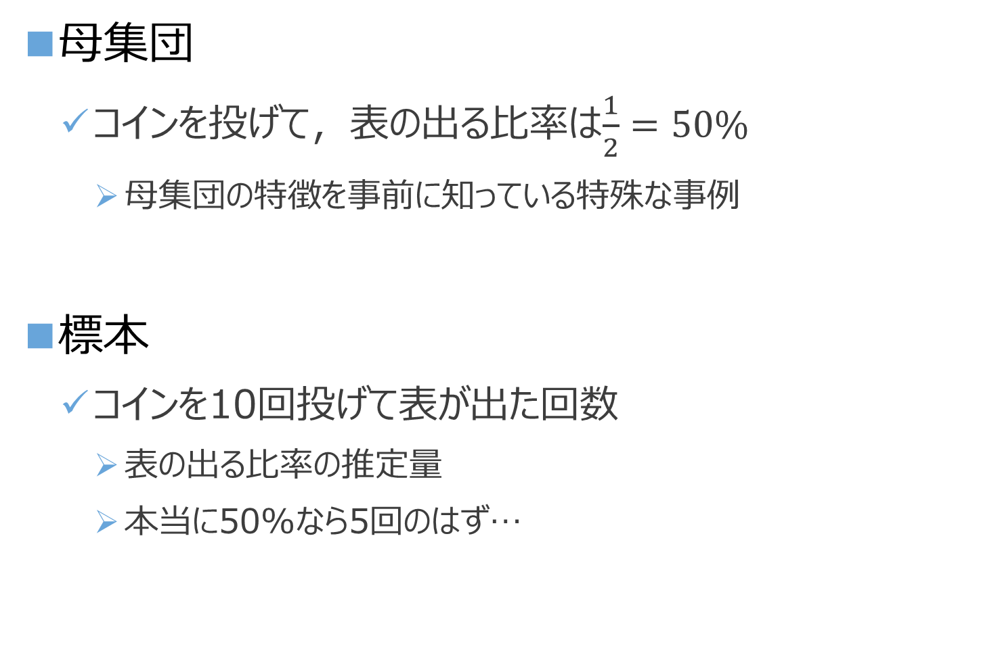 ■母集団
✓コインを投げて，表の出る比率は1/2 = 50%
➢母集団の特徴を事前に知っている特殊な事例
■標本
✓コインを10回投げて表が出た回数
➢表の出る比率の推定量
➢本当に50%なら5回のはず…